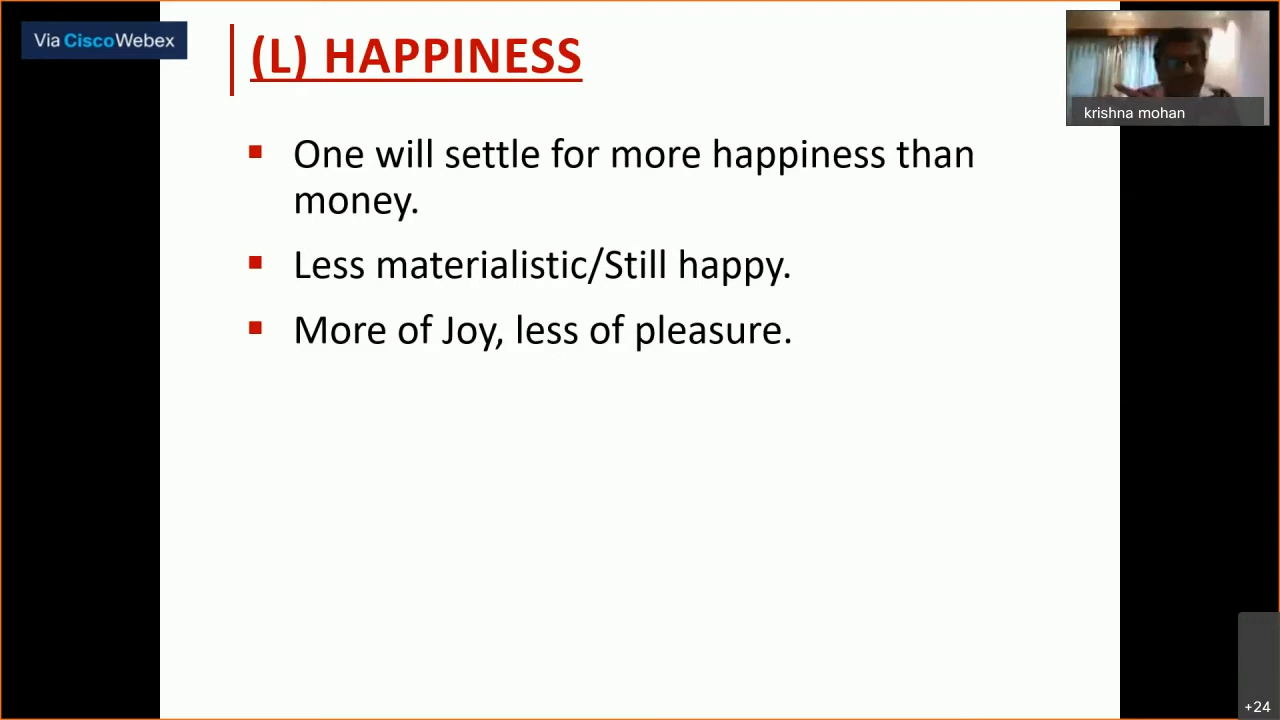 Via CiscoWebex
(L) HAPPINESS
krishna mohan
▪ One will settle for more happiness than
money.
▪ Less materialistic/Still happy.
▪ More of Joy, less of pleasure.
+24